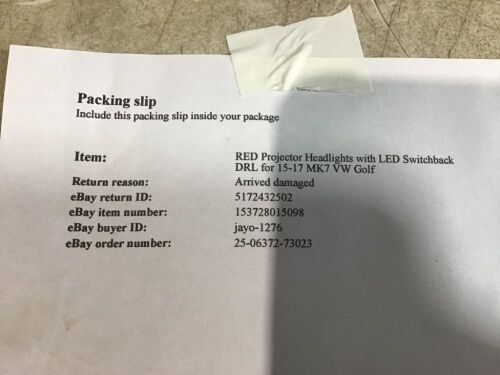 Packing slip
Include this packing slip inside your package
Item: RED Projector Headlights with LED Switchback
DRL for 15-17 MK7 VW Golf
Return reason: Arrived damaged
eBay return ID: 5172432502
eBay item number: 153728015098
eBay buyer ID: jayo-1276
eBay order number: 25-06372-73023